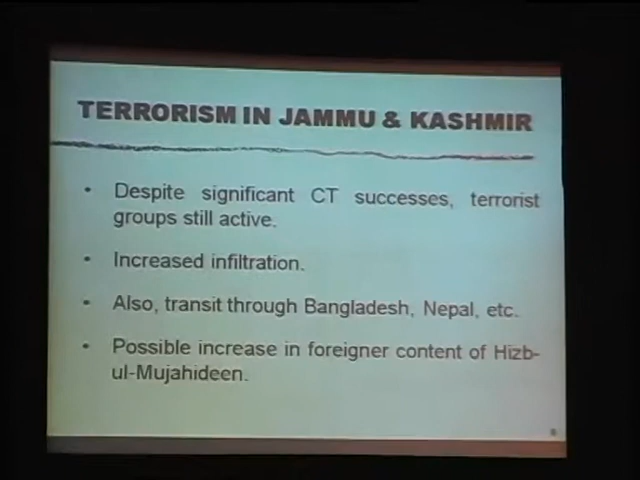 TERRORISM IN JAMMU & KASHMIR
• Despite significant CT successes, terrorist
groups still active.
• Increased infiltration.
• Also, transit through Bangladesh, Nepal, etc.
• Possible increase in foreigner content of Hizb-
ul-Mujahideen.